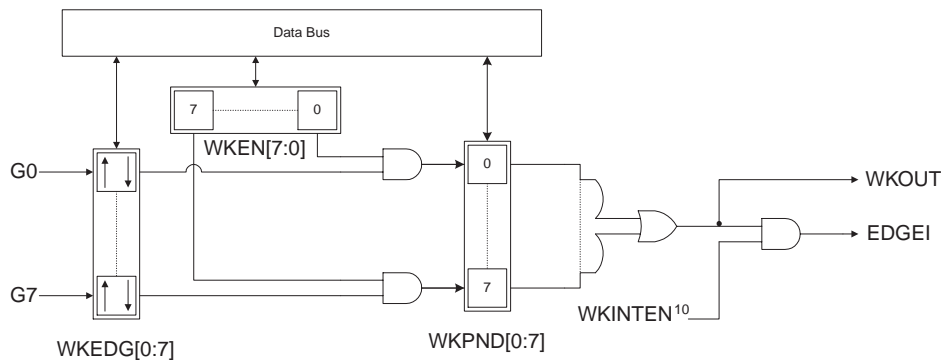 Data Bus
7 0
WKEN[7:0]
G0
0
WKOUT
EDGEI
G7
7
WKINTEN10
WKEDG[0:7]
WKPND[0:7]